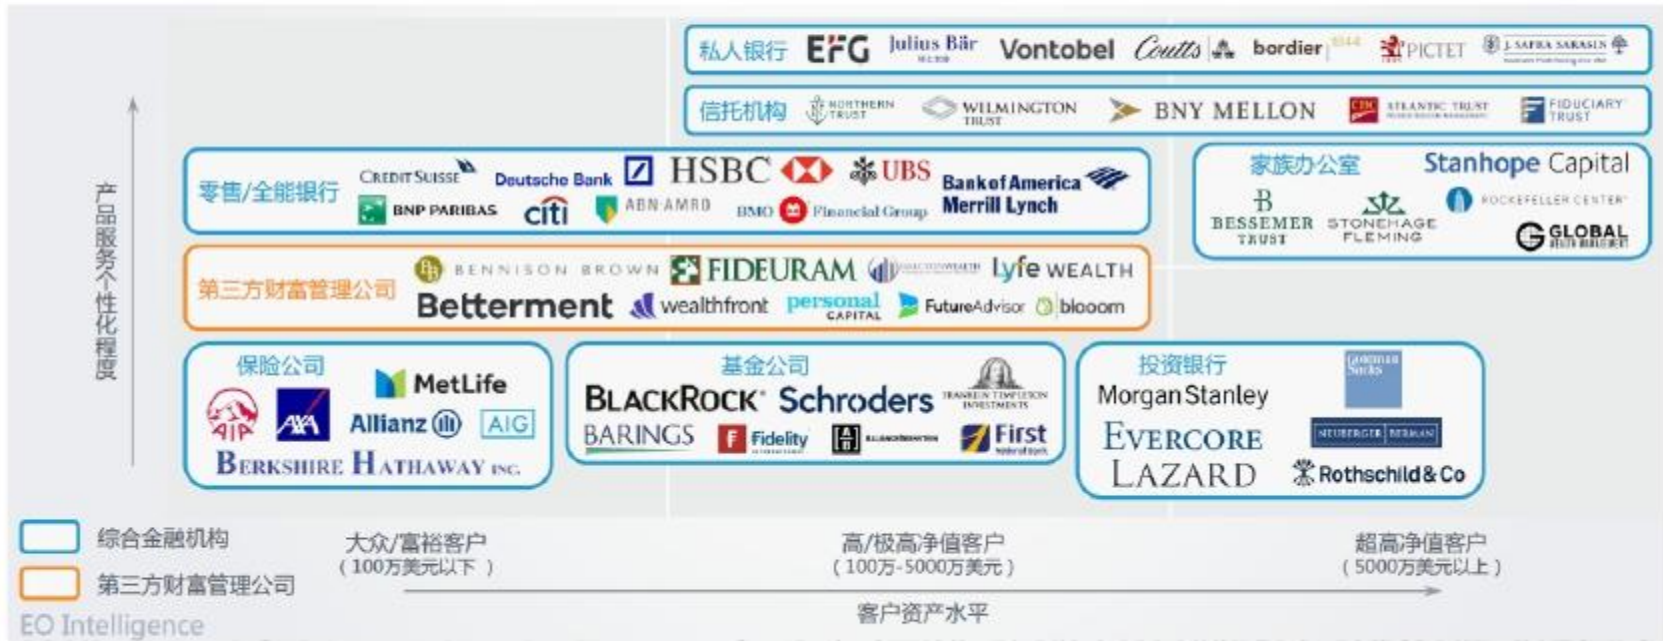 私人银行 EFG Julius Bär Vontobel Coutts bordier 1844 PICTET J. SAFRA SARASIN
信托机构 NORTHERN TRUST WILMINGTON TRUST BNY MELLON CIBC ATLANTIC TRUST FIDUCIARY TRUST
零售/全能银行 CREDIT SUISSE Deutsche Bank HSBC UBS Bank of America Merrill Lynch
BNP PARIBAS citi ABN·AMRO BMO Financial Group
家族办公室 Stanhope Capital
BESSEMER TRUST STONEHAGE FLEMING ROCKEFELLER CENTER GLOBAL
第三方财富管理公司 BENNISON BROWN FIDEURAM Lyfe WEALTH
Betterment wealthfront personal CAPITAL FutureAdvisor blooom
保险公司
MetLife
AIA AXA Allianz AIG
BERKSHIRE HATHAWAY INC.
基金公司
BLACKROCK Schroders FRANKLIN TEMPLETON INVESTMENTS
BARINGS Fidelity INTERNATIONAL AB First National Bank
投资银行
Goldman Sachs
Morgan Stanley
EVERCORE NEUBERGER BERMAN
LAZARD Rothschild & Co
产品服务个性化程度
综合金融机构
第三方财富管理公司
大众/富裕客户
(100万美元以下)
高/极高净值客户
(100万-5000万美元)
超高净值客户
(5000万美元以上)
客户资产水平
EO Intelligence